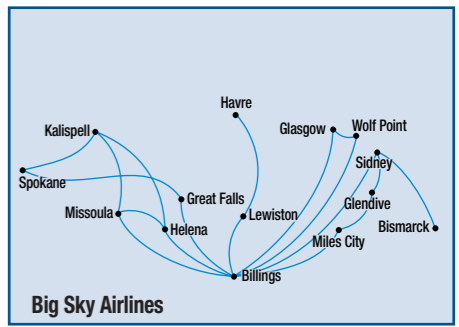 Havre
Glasgow
Wolf Point
Kalispell
Sidney
Spokane
Great Falls
Glendive
Missoula
Lewiston
Helena
Miles City
Bismarck
Billings
Big Sky Airlines